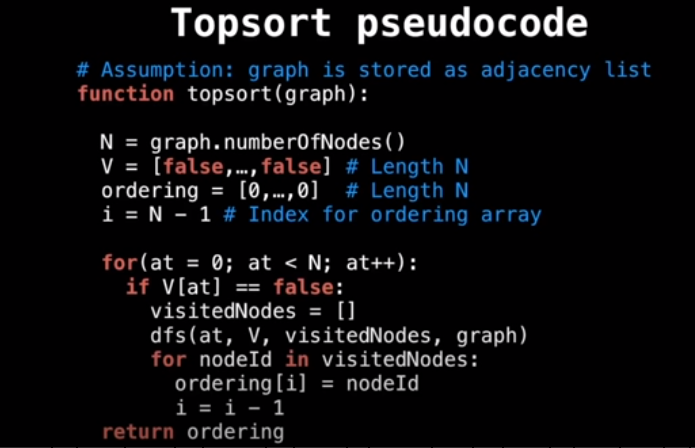 Topsort pseudocode
# Assumption: graph is stored as adjacency list
function topsort(graph):
N = graph.numberOfNodes()
V = [false,…,false] # Length N
ordering = [0,…,0] # Length N
i = N - 1 # Index for ordering array
for(at = 0; at < N; at++):
if V[at] == false:
visitedNodes = []
dfs(at, V, visitedNodes, graph)
for nodeId in visitedNodes:
ordering[i] = nodeId
i = i - 1
return ordering